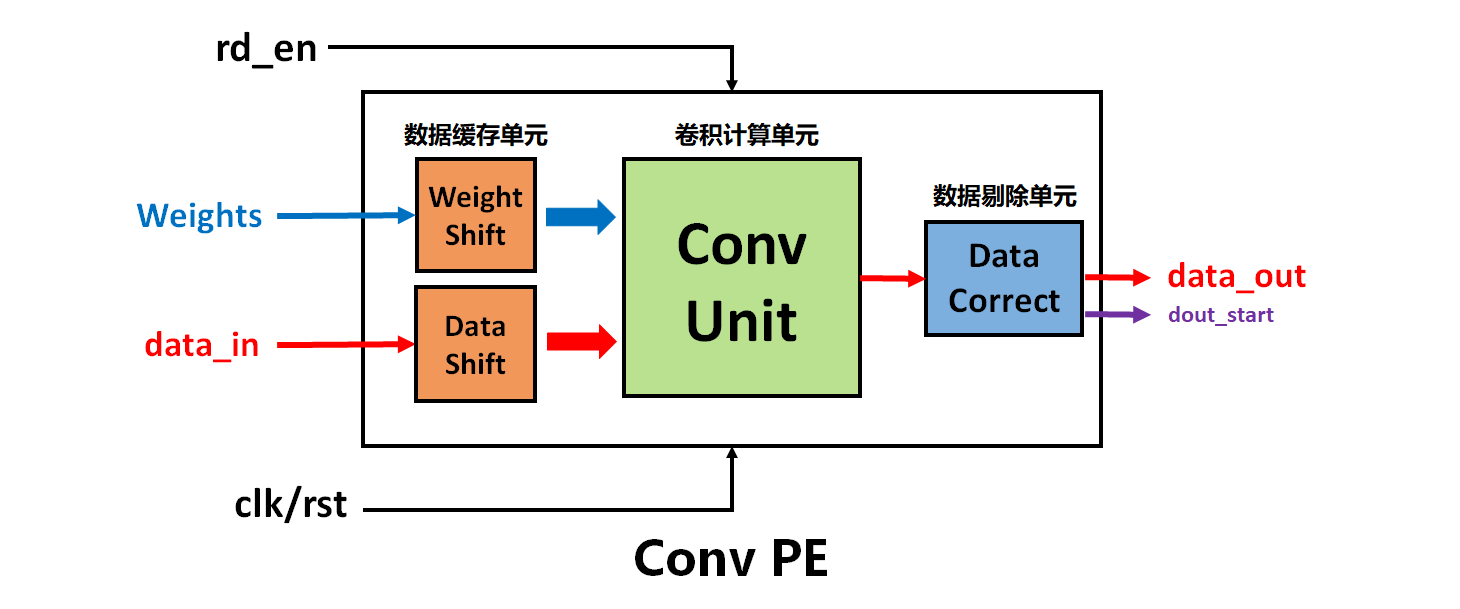 rd_en
数据缓存单元
卷积计算单元
数据剔除单元
Weights
Weight
Shift
data_in
Data
Shift
Conv
Unit
Data
Correct
data_out
dout_start
clk/rst
Conv PE